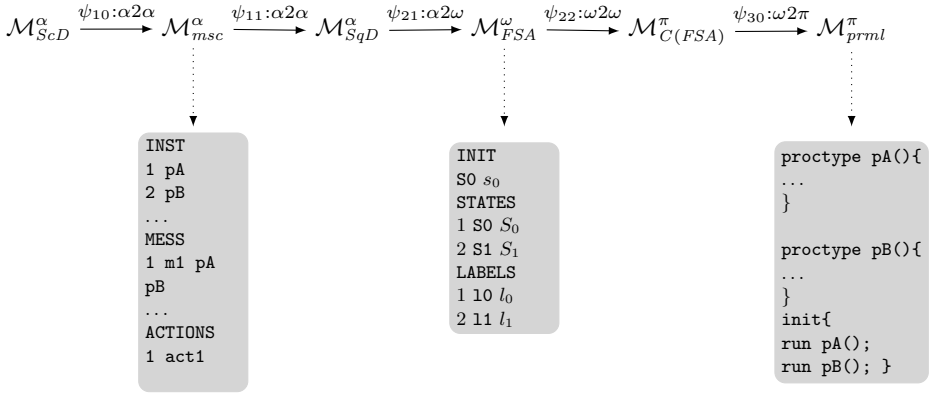 ψ10:α2α ψ11:α2α ψ21:α2ω ψ22:ω2ω ψ30:ω2π
M^α_ScD M^α_msc M^α_SqD M^ω_FSA M^π_C(FSA) M^π_prml
INST
1 pA
2 pB
...
MESS
1 m1 pA
pB
...
ACTIONS
1 act1
INIT
S0 s0
STATES
1 S0 S0
2 S1 S1
LABELS
1 l0 l0
2 l1 l1
proctype pA(){
...
}
proctype pB(){
...
}
init{
run pA();
run pB(); }